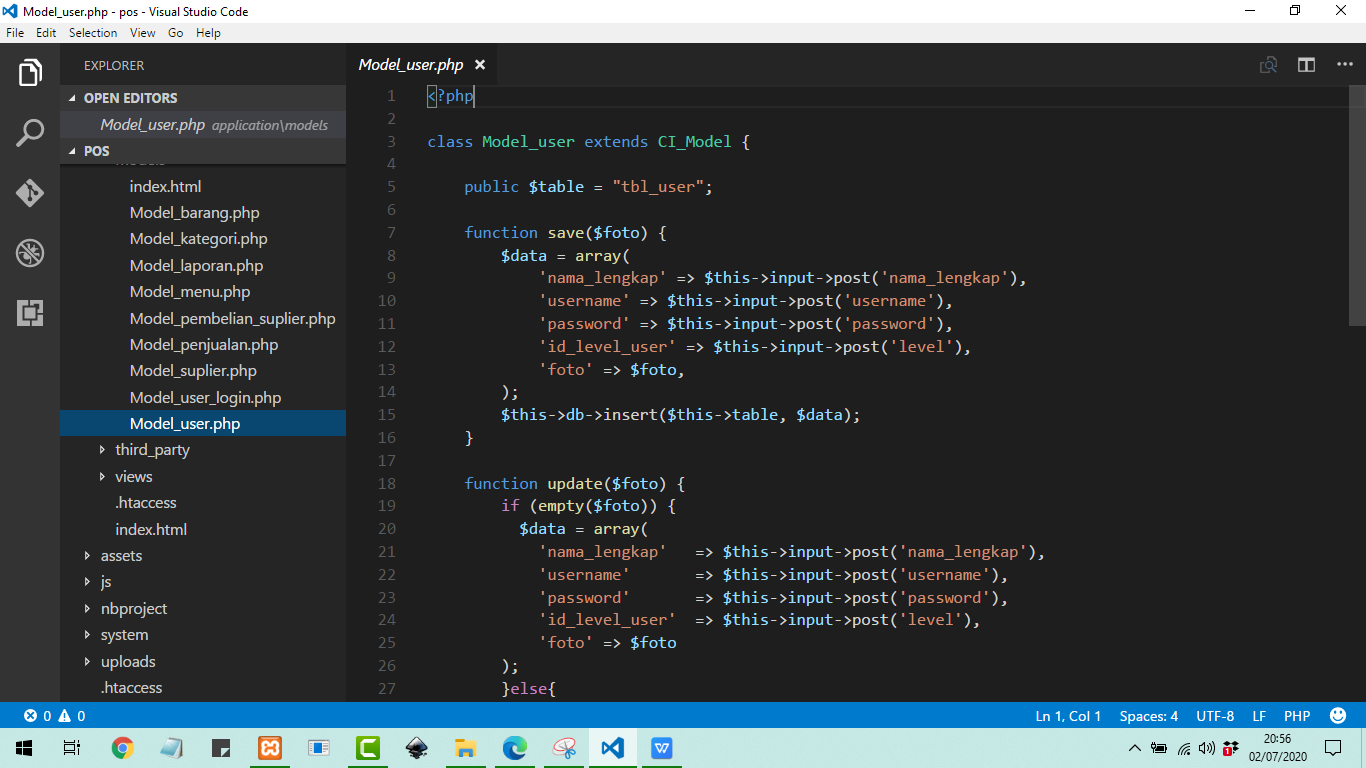 Model_user.php - pos - Visual Studio Code
File Edit Selection View Go Help
EXPLORER
OPEN EDITORS
Model_user.php application\models
POS
models
index.html
Model_barang.php
Model_kategori.php
Model_laporan.php
Model_menu.php
Model_pembelian_suplier.php
Model_penjualan.php
Model_suplier.php
Model_user_login.php
Model_user.php
third_party
views
.htaccess
index.html
assets
js
nbproject
system
uploads
.htaccess
Model_user.php
1 <?php
2
3 class Model_user extends CI_Model {
4
5 public $table = "tbl_user";
6
7 function save($foto) {
8 $data = array(
9 'nama_lengkap' => $this->input->post('nama_lengkap'),
10 'username' => $this->input->post('username'),
11 'password' => $this->input->post('password'),
12 'id_level_user' => $this->input->post('level'),
13 'foto' => $foto,
14 );
15 $this->db->insert($this->table, $data);
16 }
17
18 function update($foto) {
19 if (empty($foto)) {
20 $data = array(
21 'nama_lengkap' => $this->input->post('nama_lengkap'),
22 'username' => $this->input->post('username'),
23 'password' => $this->input->post('password'),
24 'id_level_user' => $this->input->post('level'),
25 'foto' => $foto
26 );
27 }else{
0 0 Ln 1, Col 1 Spaces: 4 UTF-8 LF PHP
20:56
02/07/2020